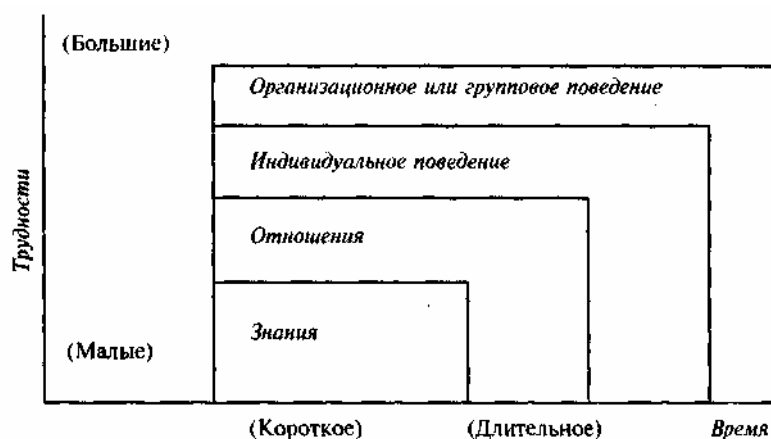 (Большие)
Организационное или групповое поведение
Индивидуальное поведение
Отношения
Трудности
Знания
(Малые)
(Короткое)
(Длительное)
Время